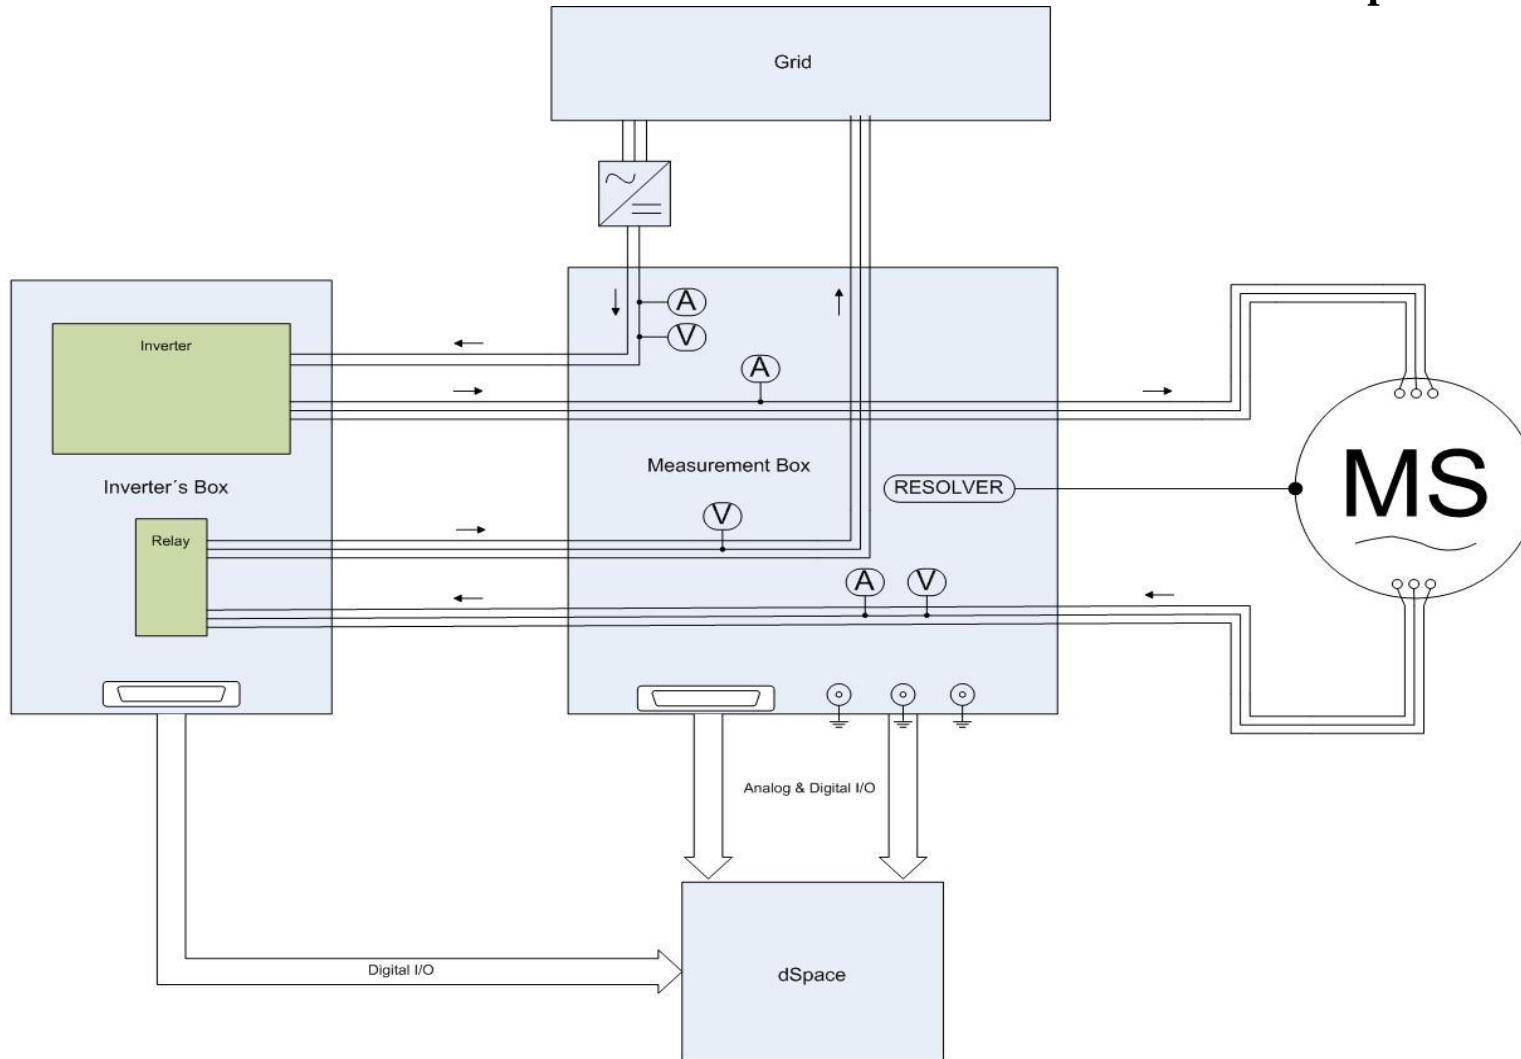 Grid
A
V
Inverter
A
Measurement Box
Inverter´s Box
RESOLVER
MS
V
Relay
A
V
Analog & Digital I/O
Digital I/O
dSpace